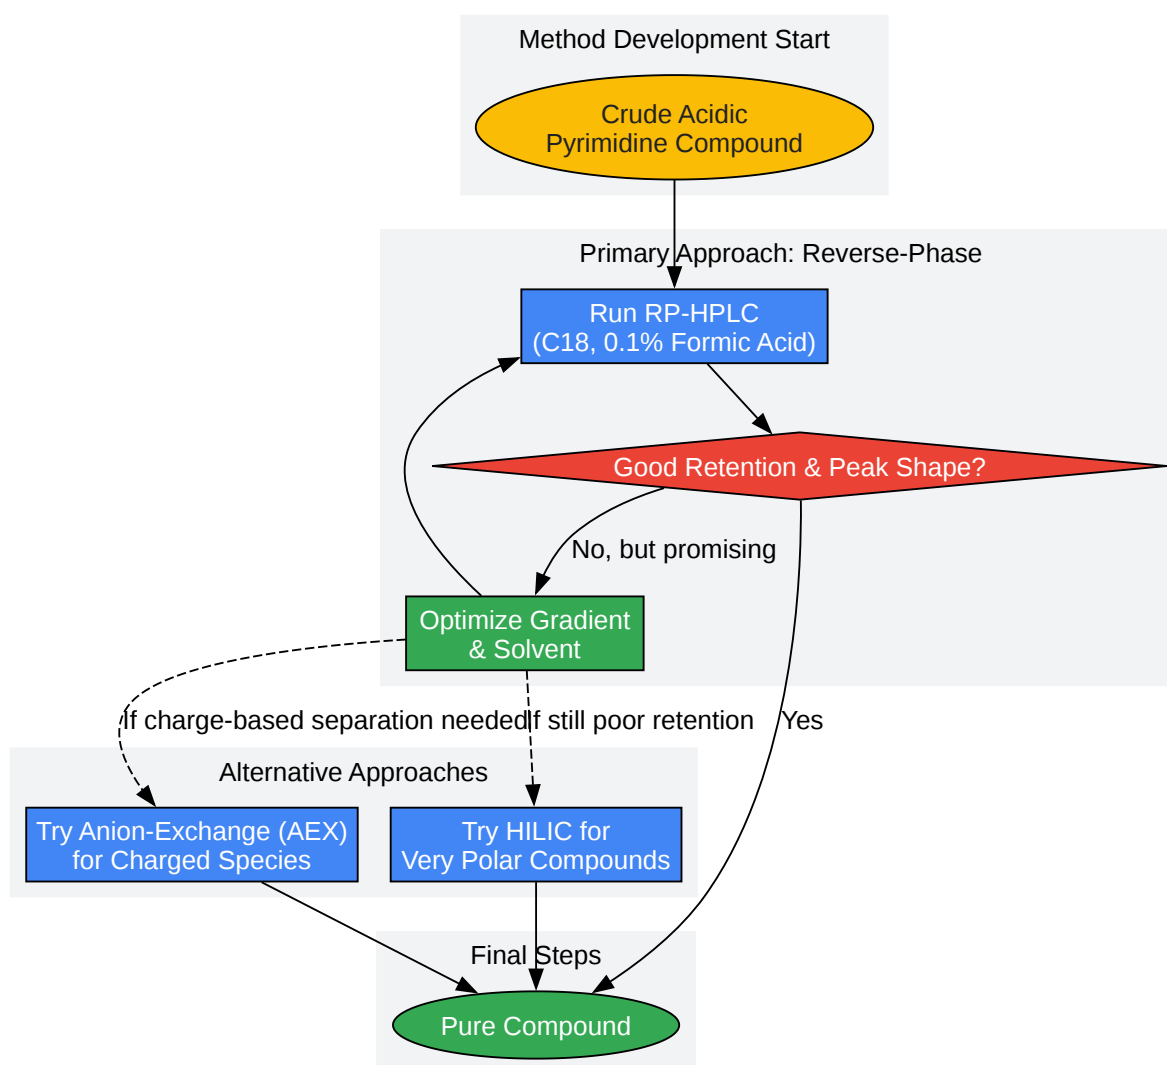 Method Development Start
Crude Acidic
Pyrimidine Compound
Primary Approach: Reverse-Phase
Run RP-HPLC
(C18, 0.1% Formic Acid)
Good Retention & Peak Shape?
No, but promising
Optimize Gradient
& Solvent
If charge-based separation needed
If still poor retention
Yes
Alternative Approaches
Try Anion-Exchange (AEX)
for Charged Species
Try HILIC for
Very Polar Compounds
Final Steps
Pure Compound